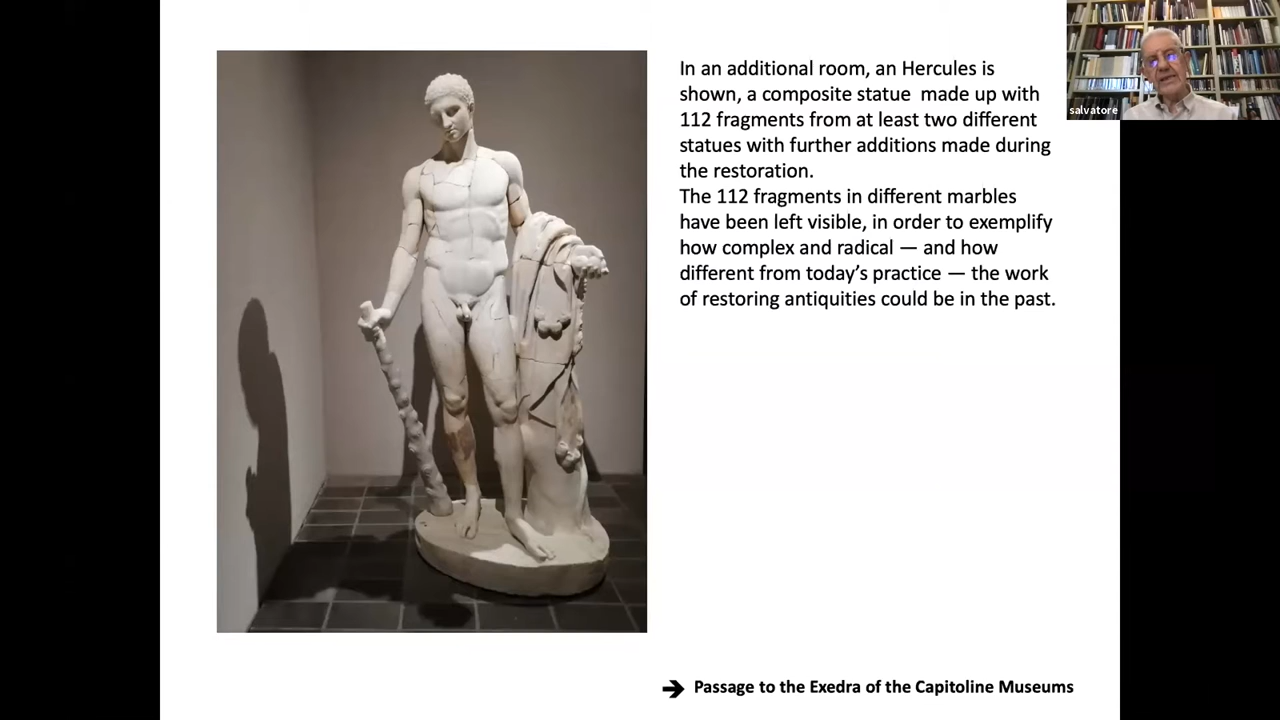 In an additional room, an Hercules is
shown, a composite statue  made up with
112 fragments from at least two different
statues with further additions made during
the restoration.
The 112 fragments in different marbles
have been left visible, in order to exemplify
how complex and radical — and how
different from today’s practice — the work
of restoring antiquities could be in the past.
salvatore
➔ Passage to the Exedra of the Capitoline Museums